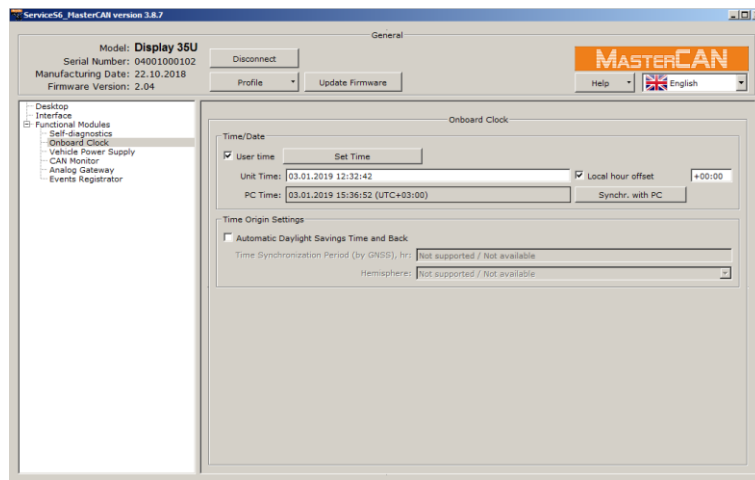 ServiceS6_MasterCAN version 3.8.7
General
Model: Display 35U
Serial Number: 04001000102
Manufacturing Date: 22.10.2018
Firmware Version: 2.04
Disconnect
Profile
Update Firmware
MASTERCAN
Help
English
Desktop
Interface
Functional Modules
Self-diagnostics
Onboard Clock
Vehicle Power Supply
CAN Monitor
Analog Gateway
Events Registrator
Onboard Clock
Time/Date
User time
Set Time
Unit Time: 03.01.2019 12:32:42
Local hour offset
+00:00
PC Time: 03.01.2019 15:36:52 (UTC+03:00)
Synchr. with PC
Time Origin Settings
Automatic Daylight Savings Time and Back
Time Synchronization Period (by GNSS), hr: Not supported / Not available
Hemisphere: Not supported / Not available